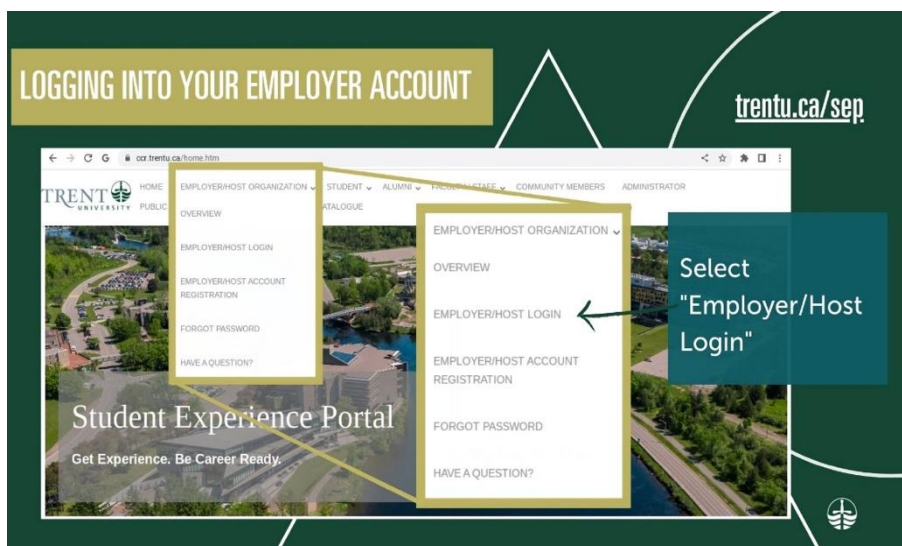 LOGGING INTO YOUR EMPLOYER ACCOUNT
trentu.ca/sep
ccr.trentu.ca/home.htm
TRENT
UNIVERSITY
HOME EMPLOYER/HOST ORGANIZATION STUDENT ALUMNI FACULTY/STAFF COMMUNITY MEMBERS ADMINISTRATOR
PUBLIC ATALOGUE
OVERVIEW
EMPLOYER/HOST LOGIN
EMPLOYER/HOST ACCOUNT
REGISTRATION
FORGOT PASSWORD
HAVE A QUESTION?
EMPLOYER/HOST ORGANIZATION
OVERVIEW
EMPLOYER/HOST LOGIN
EMPLOYER/HOST ACCOUNT
REGISTRATION
FORGOT PASSWORD
HAVE A QUESTION?
Select
"Employer/Host
Login"
Student Experience Portal
Get Experience. Be Career Ready.